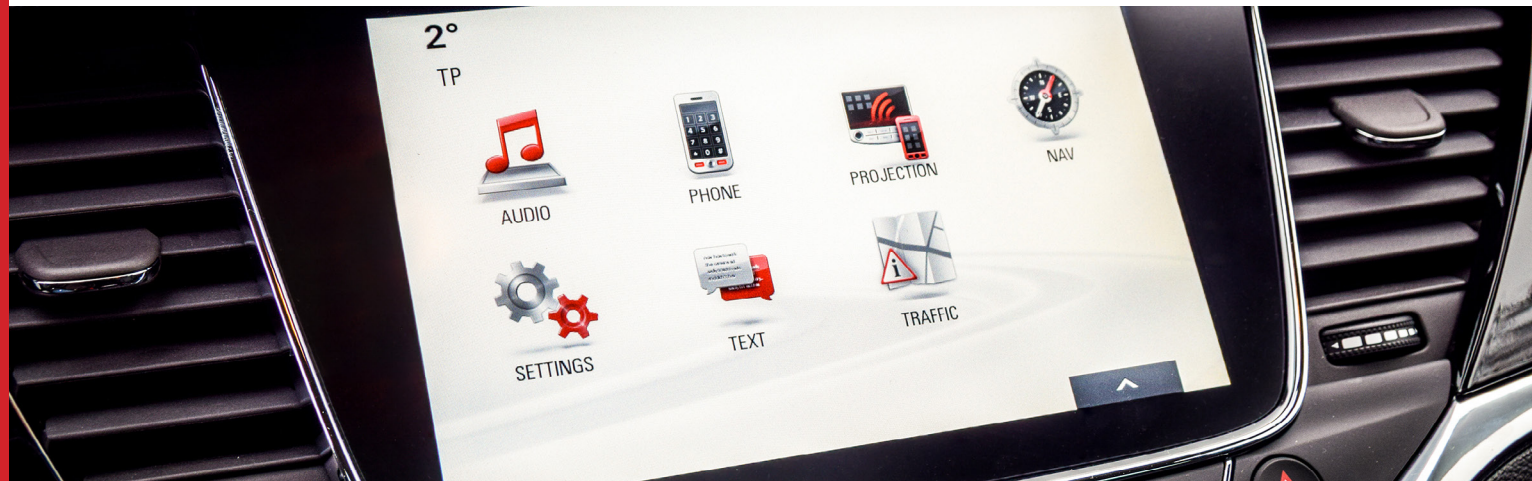 2°
TP
AUDIO
PHONE
PROJECTION
NAV
SETTINGS
TEXT
TRAFFIC